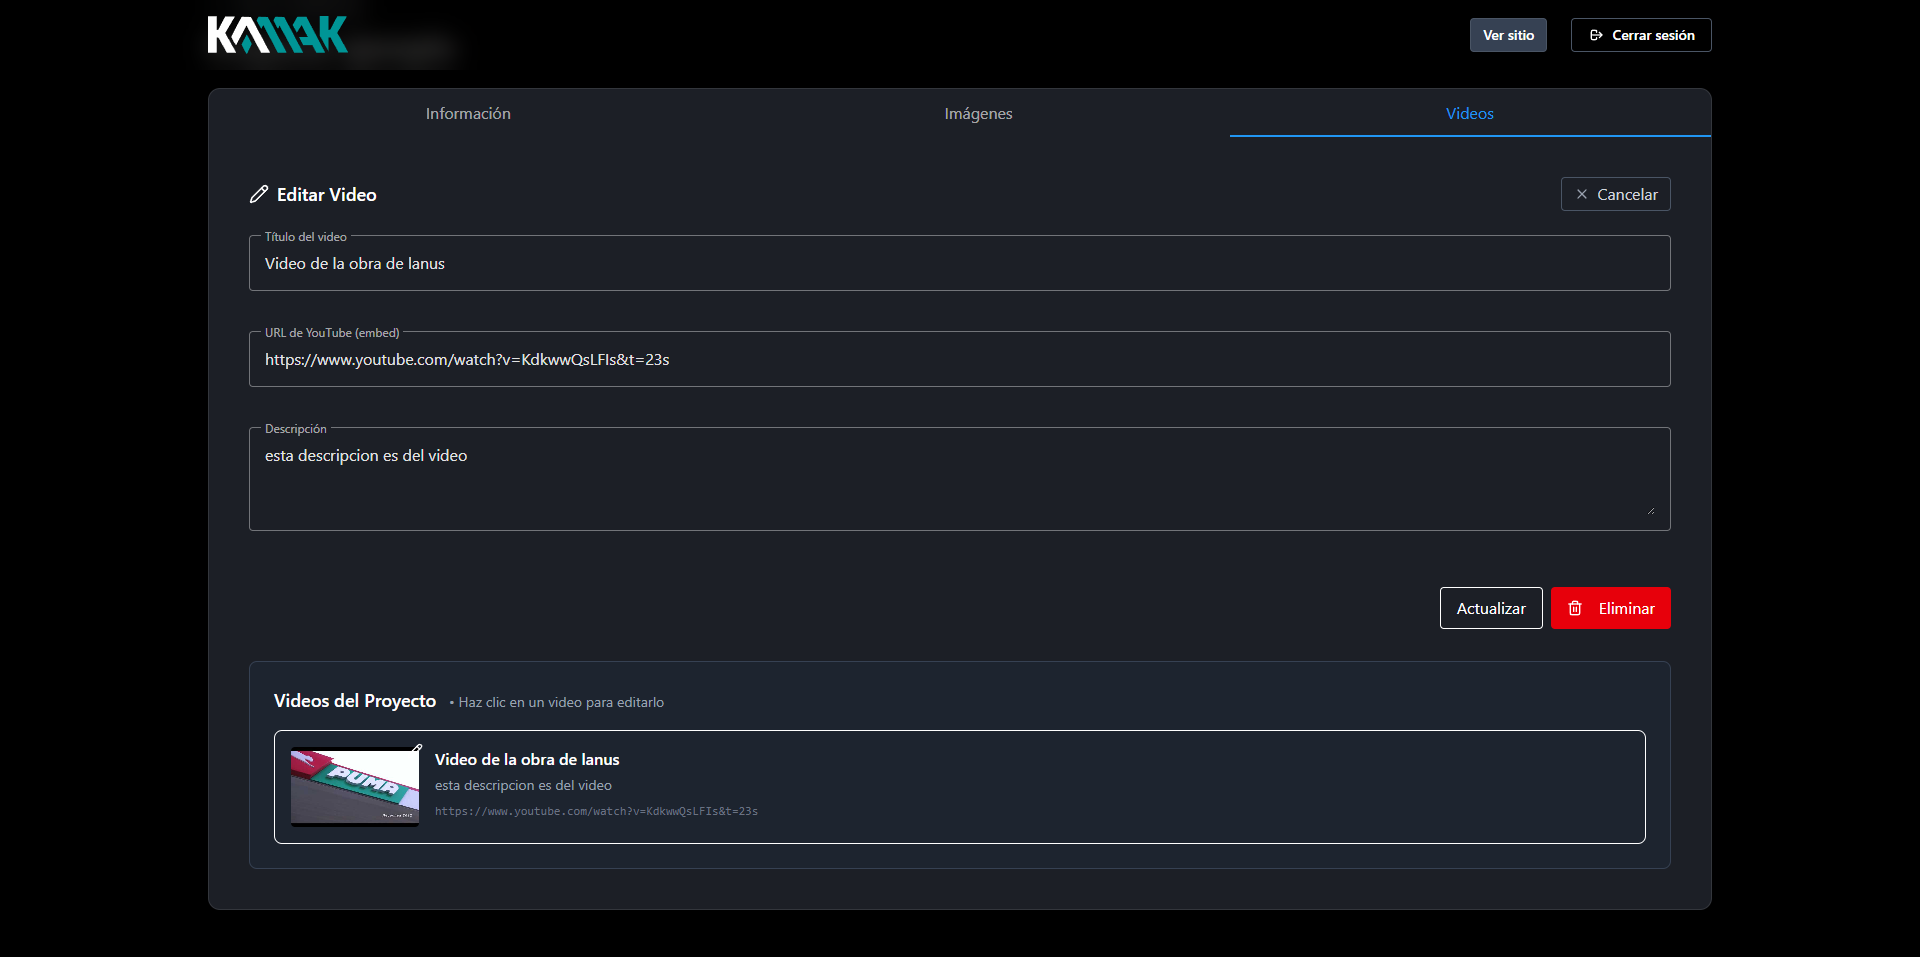 KAMAK
Ver sitio
Cerrar sesión
Información
Imágenes
Videos
Editar Video
Cancelar
Título del video
Video de la obra de lanus
URL de YouTube (embed)
https://www.youtube.com/watch?v=KdkwwQsLFIs&t=23s
Descripción
esta descripcion es del video
Actualizar
Eliminar
Videos del Proyecto • Haz clic en un video para editarlo
PUMA
Video de la obra de lanus
esta descripcion es del video
https://www.youtube.com/watch?v=KdkwwQsLFIs&t=23s